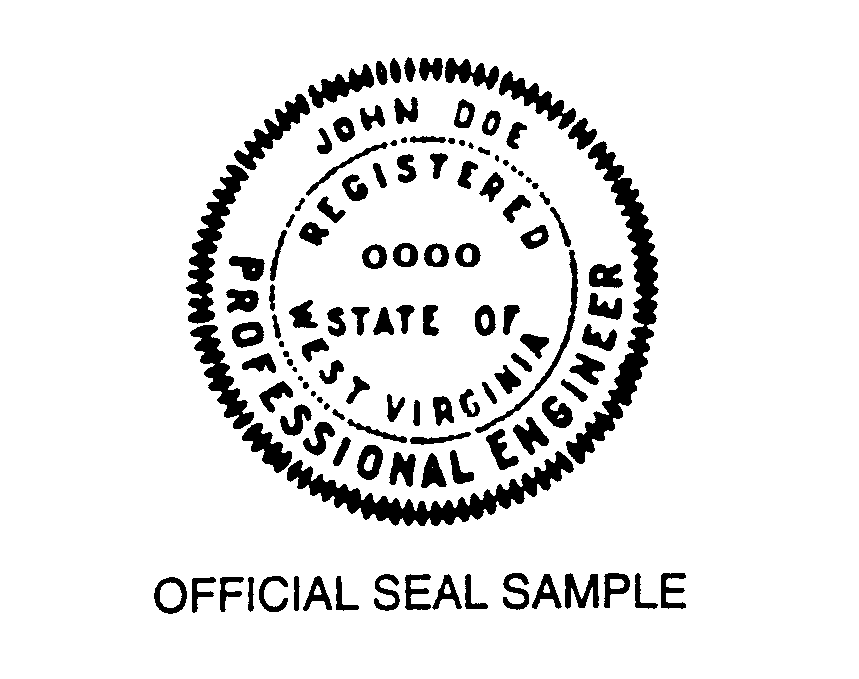 JOHN DOE
REGISTERED
0000
STATE OF
WEST VIRGINIA
PROFESSIONAL ENGINEER
OFFICIAL SEAL SAMPLE